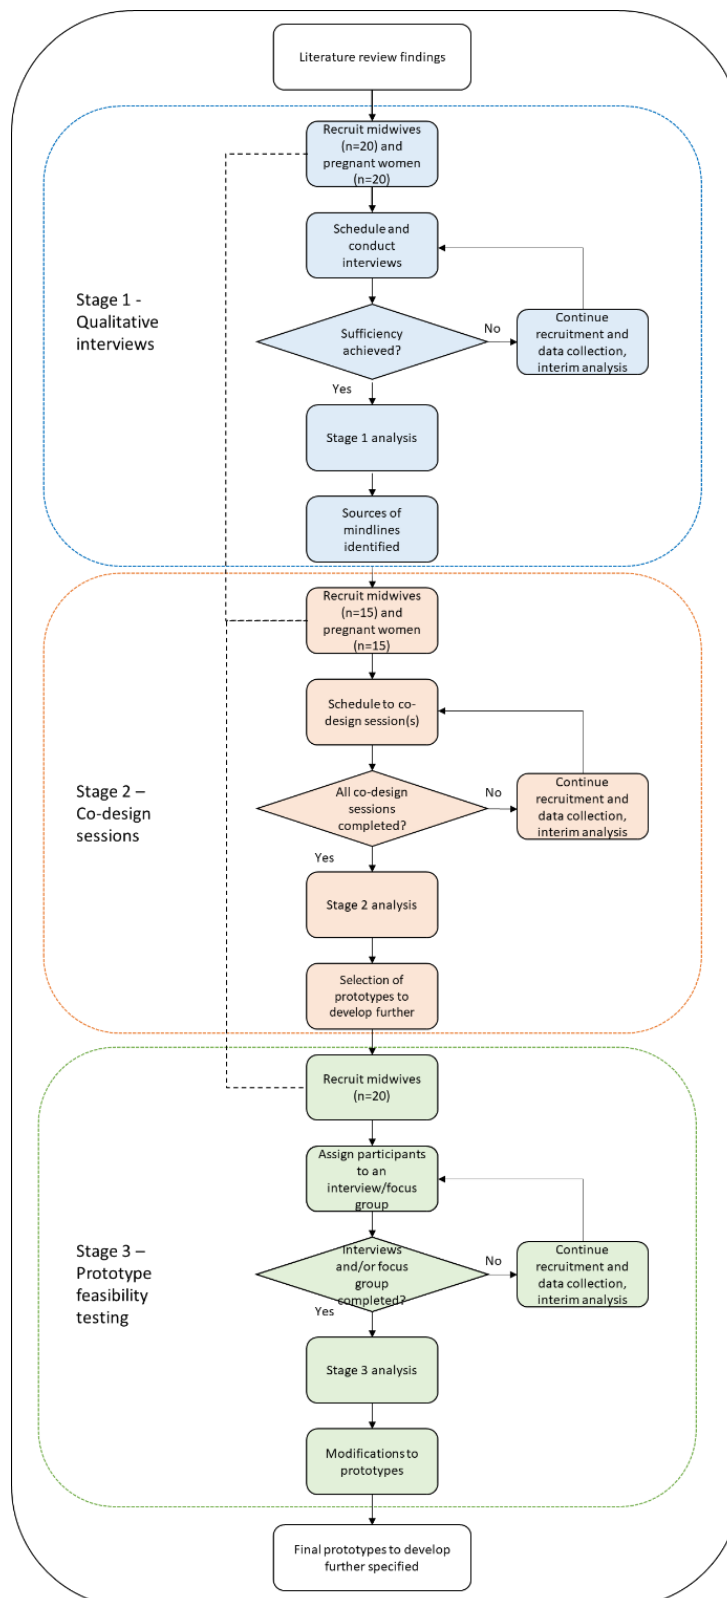 Literature review findings
Recruit midwives
(n=20) and
pregnant women
(n=20)
Schedule and
conduct
interviews
Stage 1 -
Qualitative
interviews
Sufficiency
achieved?
No
Continue
recruitment and
data collection,
interim analysis
Yes
Stage 1 analysis
Sources of
mindlines
identified
Recruit midwives
(n=15) and
pregnant women
(n=15)
Schedule to co-
design session(s)
Stage 2 –
Co-design
sessions
All co-design
sessions
completed?
No
Continue
recruitment and
data collection,
interim analysis
Yes
Stage 2 analysis
Selection of
prototypes to
develop further
Recruit midwives
(n=20)
Assign participants
to an
interview/focus
group
Stage 3 –
Prototype
feasibility
testing
Interviews
and/or focus
group
completed?
No
Continue
recruitment and
data collection,
interim analysis
Yes
Stage 3 analysis
Modifications to
prototypes
Final prototypes to develop
further specified